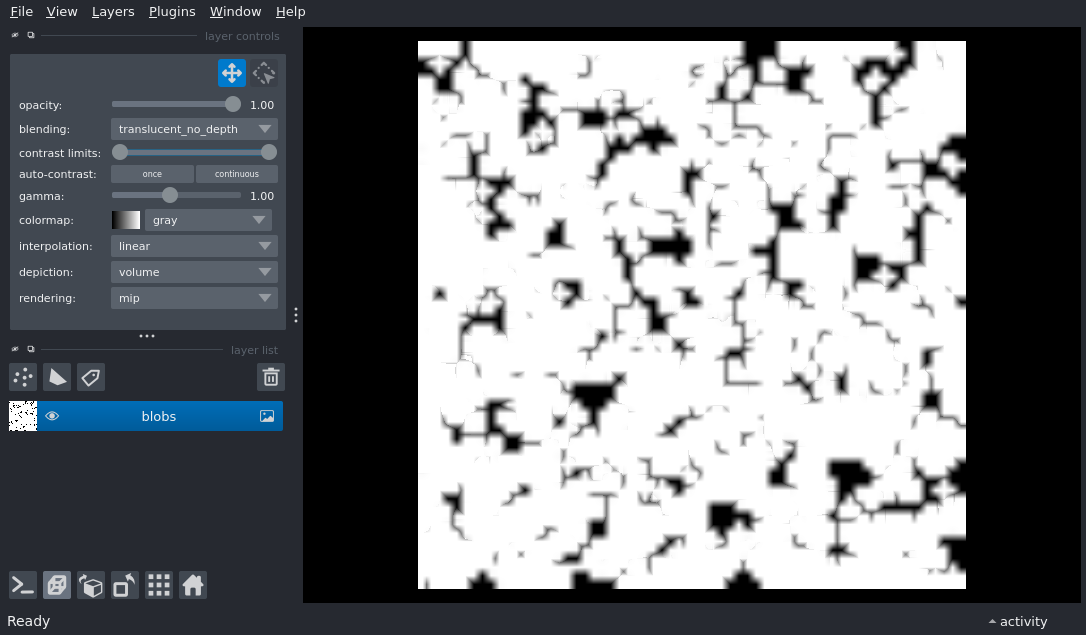 File View Layers Plugins Window Help
layer controls
opacity: 1.00
blending: translucent_no_depth
contrast limits:
auto-contrast: once continuous
gamma: 1.00
colormap: gray
interpolation: linear
depiction: volume
rendering: mip
layer list
blobs
Ready activity